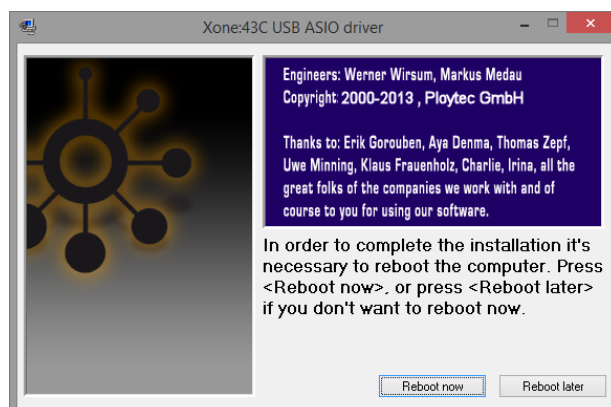 Xone:43C USB ASIO driver
Engineers: Werner Wirsum, Markus Medau
Copyright: 2000-2013 , Ploytec GmbH
Thanks to: Erik Gorouben, Aya Denma, Thomas Zepf,
Uwe Minning, Klaus Frauenholz, Charlie, Irina, all the
great folks of the companies we work with and of
course to you for using our software.
In order to complete the installation it's
necessary to reboot the computer. Press
<Reboot now>, or press <Reboot later>
if you don't want to reboot now.
Reboot now
Reboot later